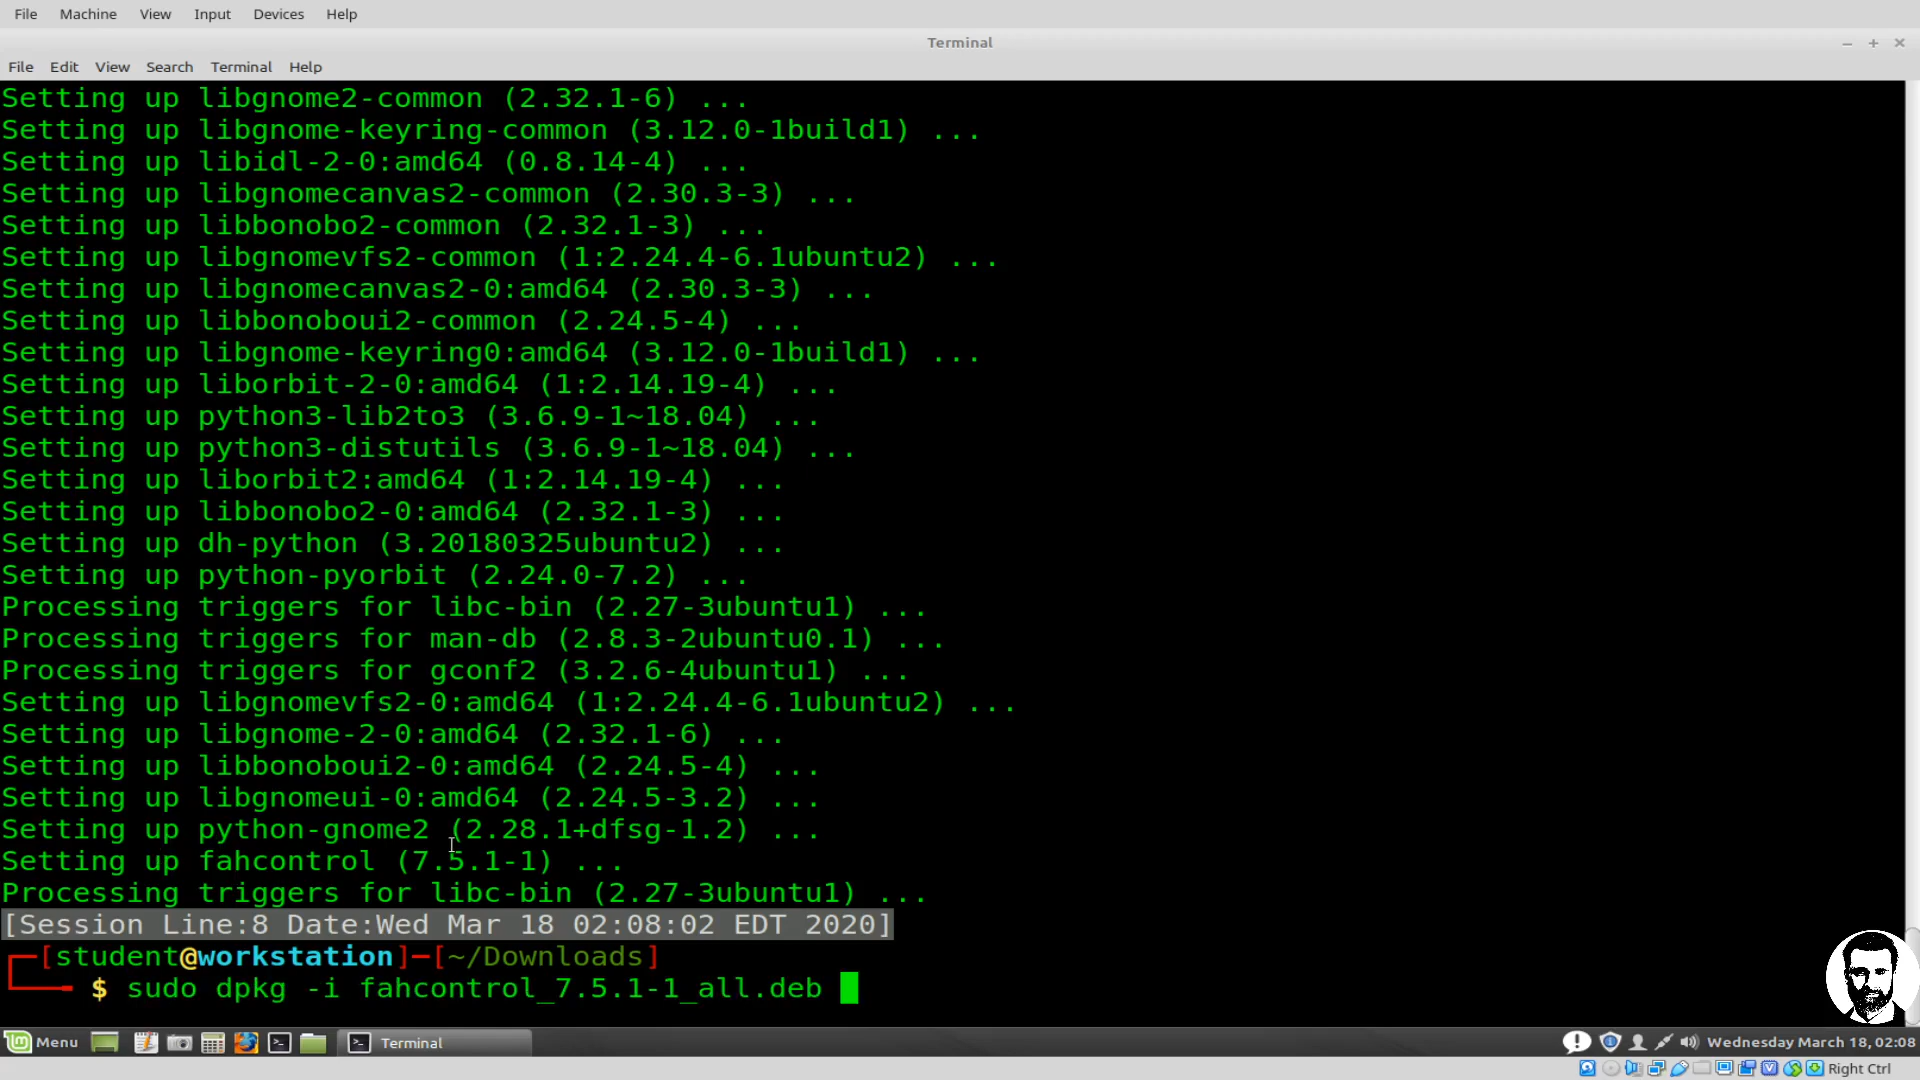 File Machine View Input Devices Help
Terminal
File Edit View Search Terminal Help
Setting up libgnome2-common (2.32.1-6) ...
Setting up libgnome-keyring-common (3.12.0-1build1) ...
Setting up libidl-2-0:amd64 (0.8.14-4) ...
Setting up libgnomecanvas2-common (2.30.3-3) ...
Setting up libbonobo2-common (2.32.1-3) ...
Setting up libgnomevfs2-common (1:2.24.4-6.1ubuntu2) ...
Setting up libgnomecanvas2-0:amd64 (2.30.3-3) ...
Setting up libbonoboui2-common (2.24.5-4) ...
Setting up libgnome-keyring0:amd64 (3.12.0-1build1) ...
Setting up liborbit-2-0:amd64 (1:2.14.19-4) ...
Setting up python3-lib2to3 (3.6.9-1~18.04) ...
Setting up python3-distutils (3.6.9-1~18.04) ...
Setting up liborbit2:amd64 (1:2.14.19-4) ...
Setting up libbonobo2-0:amd64 (2.32.1-3) ...
Setting up dh-python (3.20180325ubuntu2) ...
Setting up python-pyorbit (2.24.0-7.2) ...
Processing triggers for libc-bin (2.27-3ubuntu1) ...
Processing triggers for man-db (2.8.3-2ubuntu0.1) ...
Processing triggers for gconf2 (3.2.6-4ubuntu1) ...
Setting up libgnomevfs2-0:amd64 (1:2.24.4-6.1ubuntu2) ...
Setting up libgnome-2-0:amd64 (2.32.1-6) ...
Setting up libbonoboui2-0:amd64 (2.24.5-4) ...
Setting up libgnomeui-0:amd64 (2.24.5-3.2) ...
Setting up python-gnome2 (2.28.1+dfsg-1.2) ...
Setting up fahcontrol (7.5.1-1) ...
Processing triggers for libc-bin (2.27-3ubuntu1) ...
[Session Line:8 Date:Wed Mar 18 02:08:02 EDT 2020]
[student@workstation]─[~/Downloads]
$ sudo dpkg -i fahcontrol_7.5.1-1_all.deb
Menu Terminal Wednesday March 18, 02:08
Right Ctrl